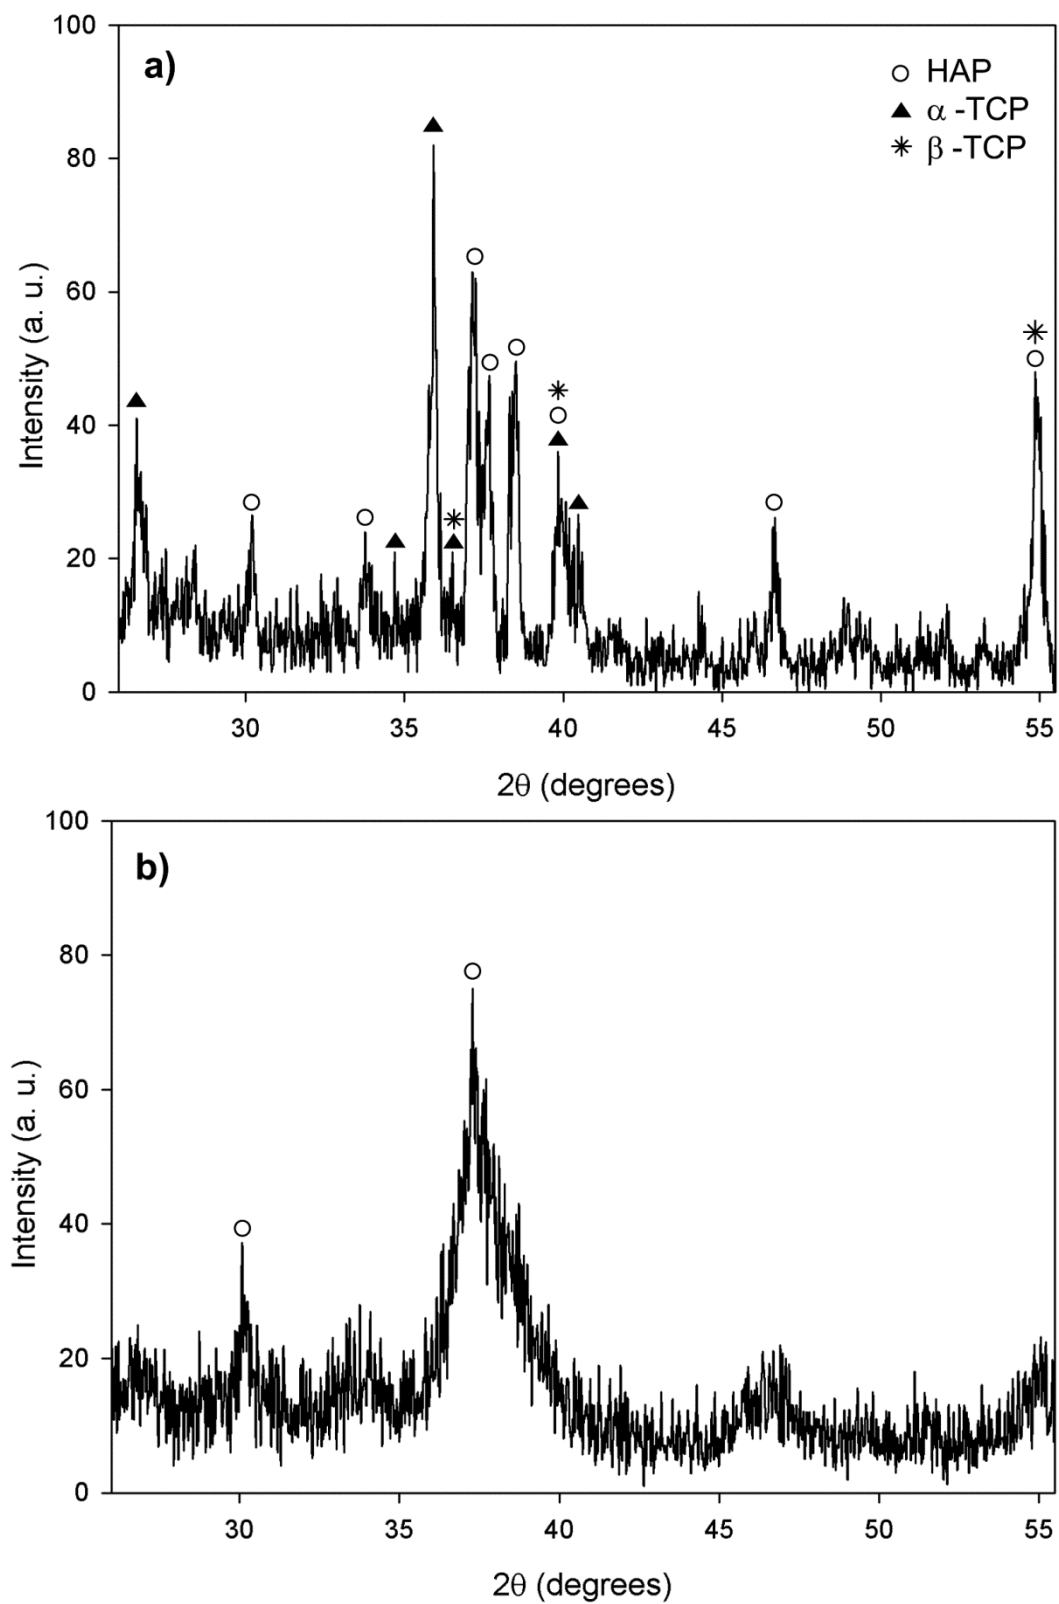 100
a)
○ HAP
▲ α -TCP
✳ β -TCP
80
60
40
20
0
Intensity (a. u.)
30 35 40 45 50 55
2θ (degrees)
100
b)
80
60
40
20
0
Intensity (a. u.)
30 35 40 45 50 55
2θ (degrees)